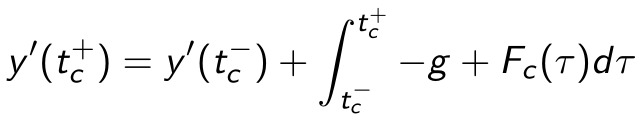 y′(t_c^+) = y′(t_c^−) + ∫_{t_c^−}^{t_c^+} −g + F_c(τ)dτ